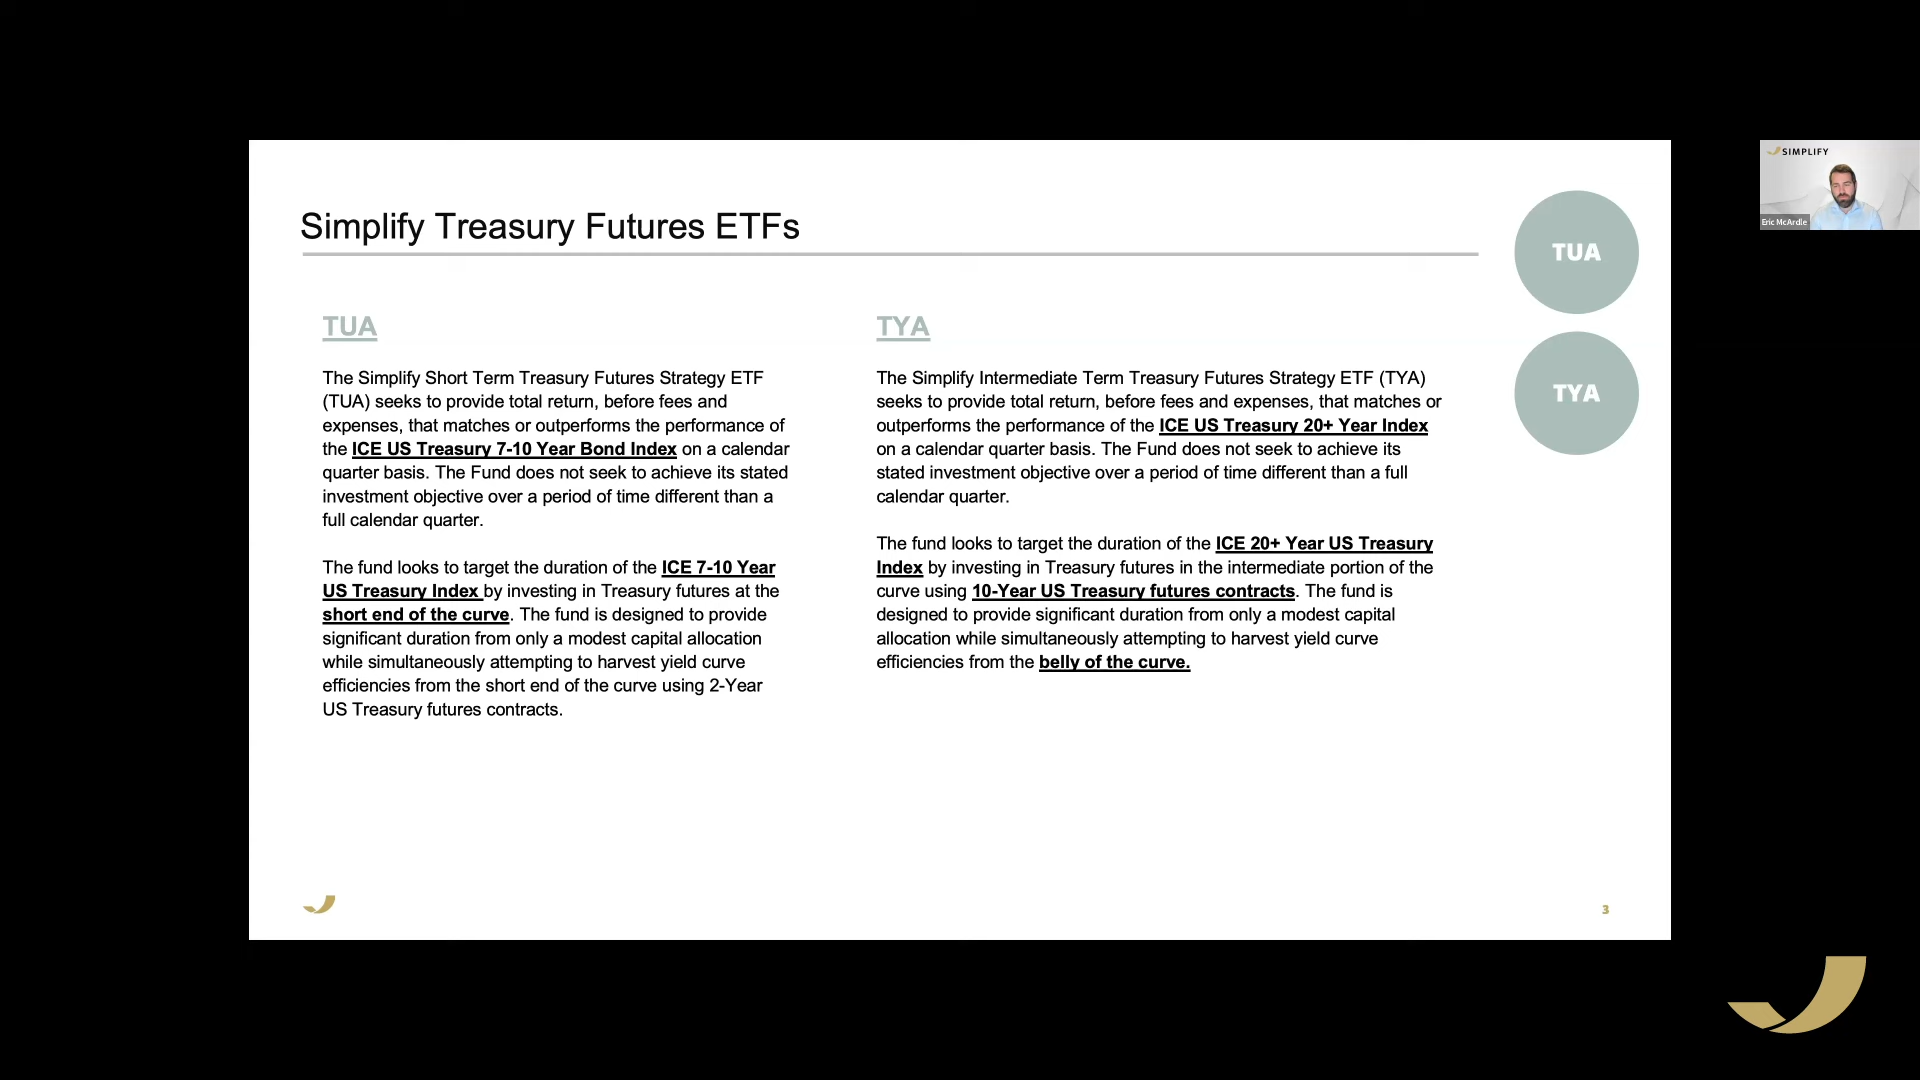 SIMPLIFY
Eric McArdle
Simplify Treasury Futures ETFs
TUA
TYA
TUA
The Simplify Short Term Treasury Futures Strategy ETF
(TUA) seeks to provide total return, before fees and
expenses, that matches or outperforms the performance of
the ICE US Treasury 7-10 Year Bond Index on a calendar
quarter basis. The Fund does not seek to achieve its stated
investment objective over a period of time different than a
full calendar quarter.
The fund looks to target the duration of the ICE 7-10 Year
US Treasury Index by investing in Treasury futures at the
short end of the curve. The fund is designed to provide
significant duration from only a modest capital allocation
while simultaneously attempting to harvest yield curve
efficiencies from the short end of the curve using 2-Year
US Treasury futures contracts.
TYA
The Simplify Intermediate Term Treasury Futures Strategy ETF (TYA)
seeks to provide total return, before fees and expenses, that matches or
outperforms the performance of the ICE US Treasury 20+ Year Index
on a calendar quarter basis. The Fund does not seek to achieve its
stated investment objective over a period of time different than a full
calendar quarter.
The fund looks to target the duration of the ICE 20+ Year US Treasury
Index by investing in Treasury futures in the intermediate portion of the
curve using 10-Year US Treasury futures contracts. The fund is
designed to provide significant duration from only a modest capital
allocation while simultaneously attempting to harvest yield curve
efficiencies from the belly of the curve.
3